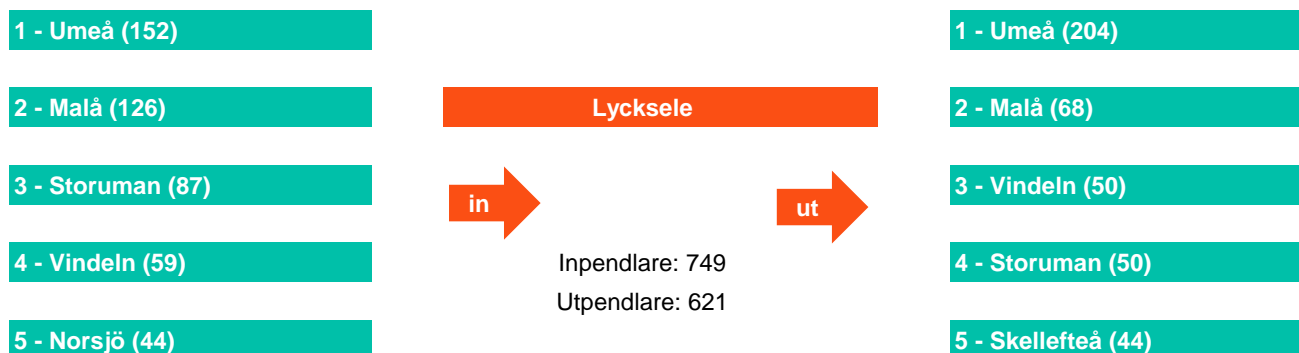 1 - Umeå (152)
2 - Malå (126)
3 - Storuman (87)
4 - Vindeln (59)
5 - Norsjö (44)
Lycksele
in
ut
Inpendlare: 749
Utpendlare: 621
1 - Umeå (204)
2 - Malå (68)
3 - Vindeln (50)
4 - Storuman (50)
5 - Skellefteå (44)